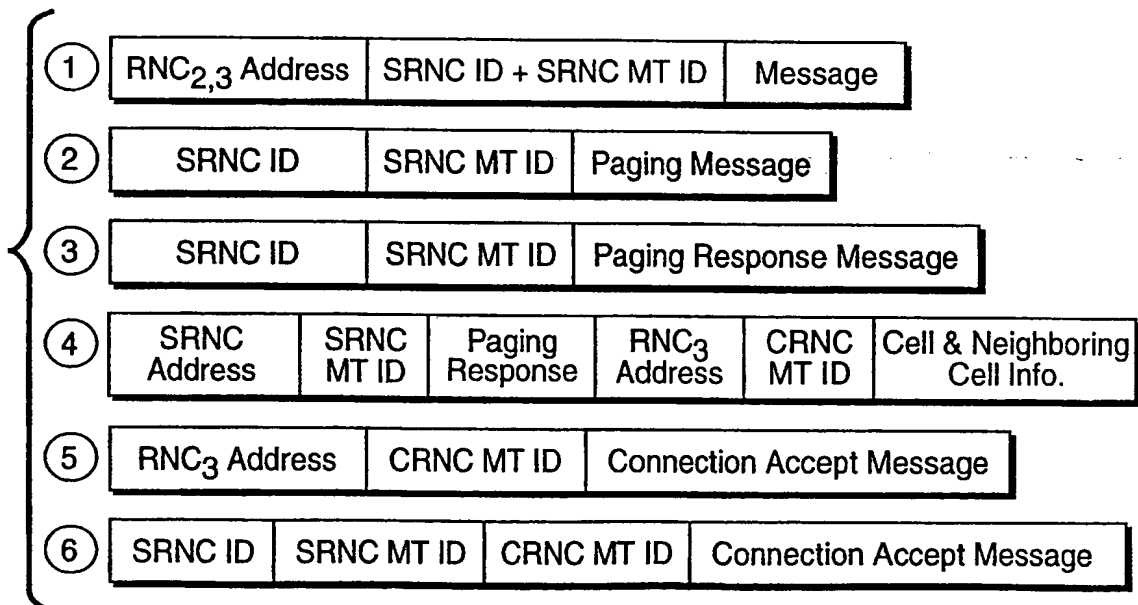 1 RNC2,3 Address SRNC ID + SRNC MT ID Message
2 SRNC ID SRNC MT ID Paging Message
3 SRNC ID SRNC MT ID Paging Response Message
4 SRNC Address SRNC MT ID Paging Response RNC3 Address CRNC MT ID Cell & Neighboring Cell Info.
5 RNC3 Address CRNC MT ID Connection Accept Message
6 SRNC ID SRNC MT ID CRNC MT ID Connection Accept Message